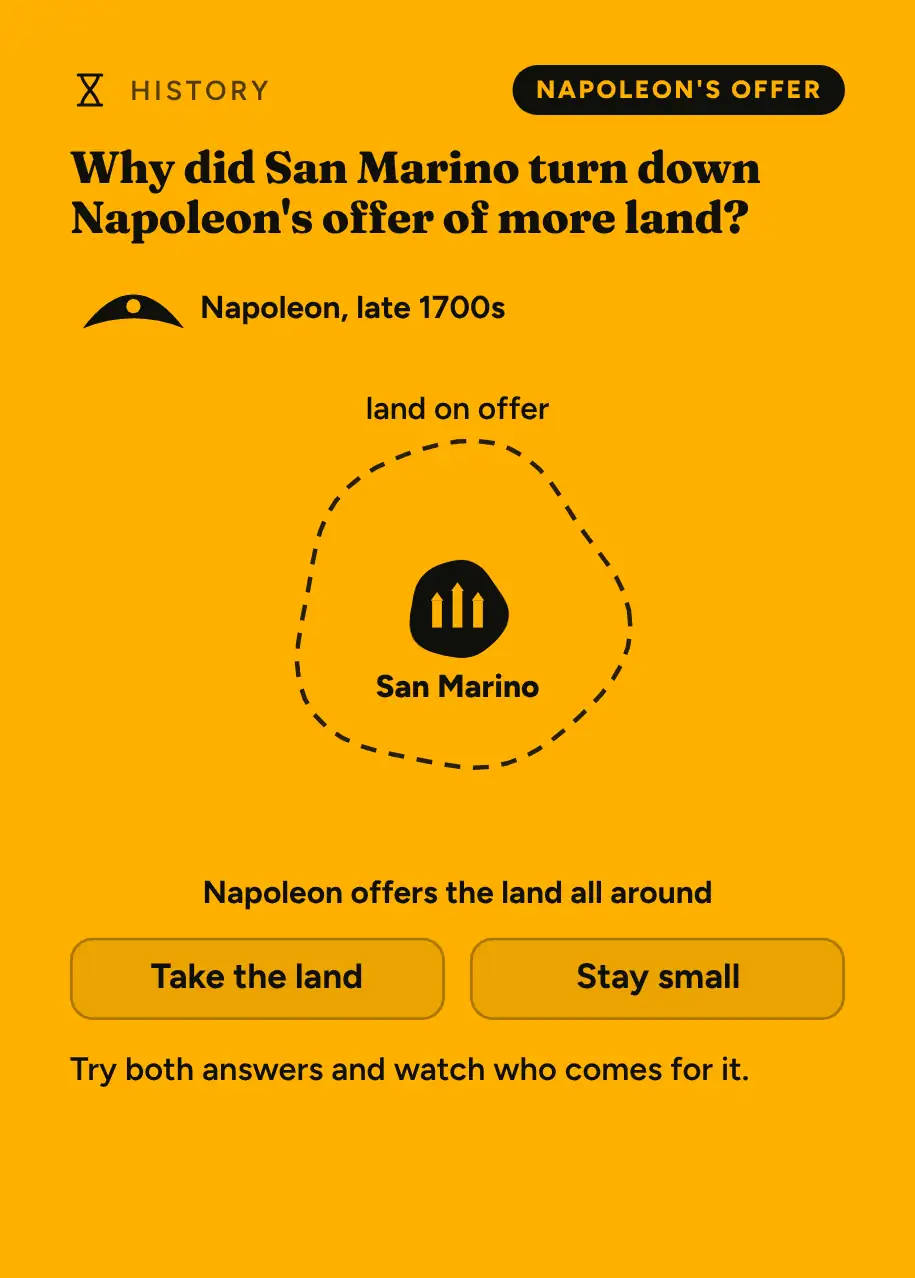 HISTORY
NAPOLEON'S OFFER
Why did San Marino turn down
Napoleon's offer of more land?
Napoleon, late 1700s
land on offer
San Marino
Napoleon offers the land all around
Take the land
Stay small
Try both answers and watch who comes for it.